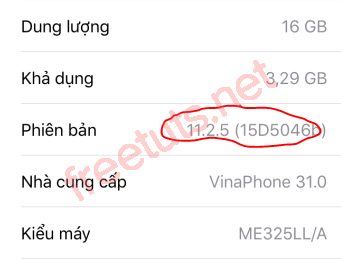 Dung lượng 16 GB
Khả dụng 3,29 GB
Phiên bản 11.2.5 (15D5046b)
Nhà cung cấp VinaPhone 31.0
Kiểu máy ME325LL/A
freetuts.net